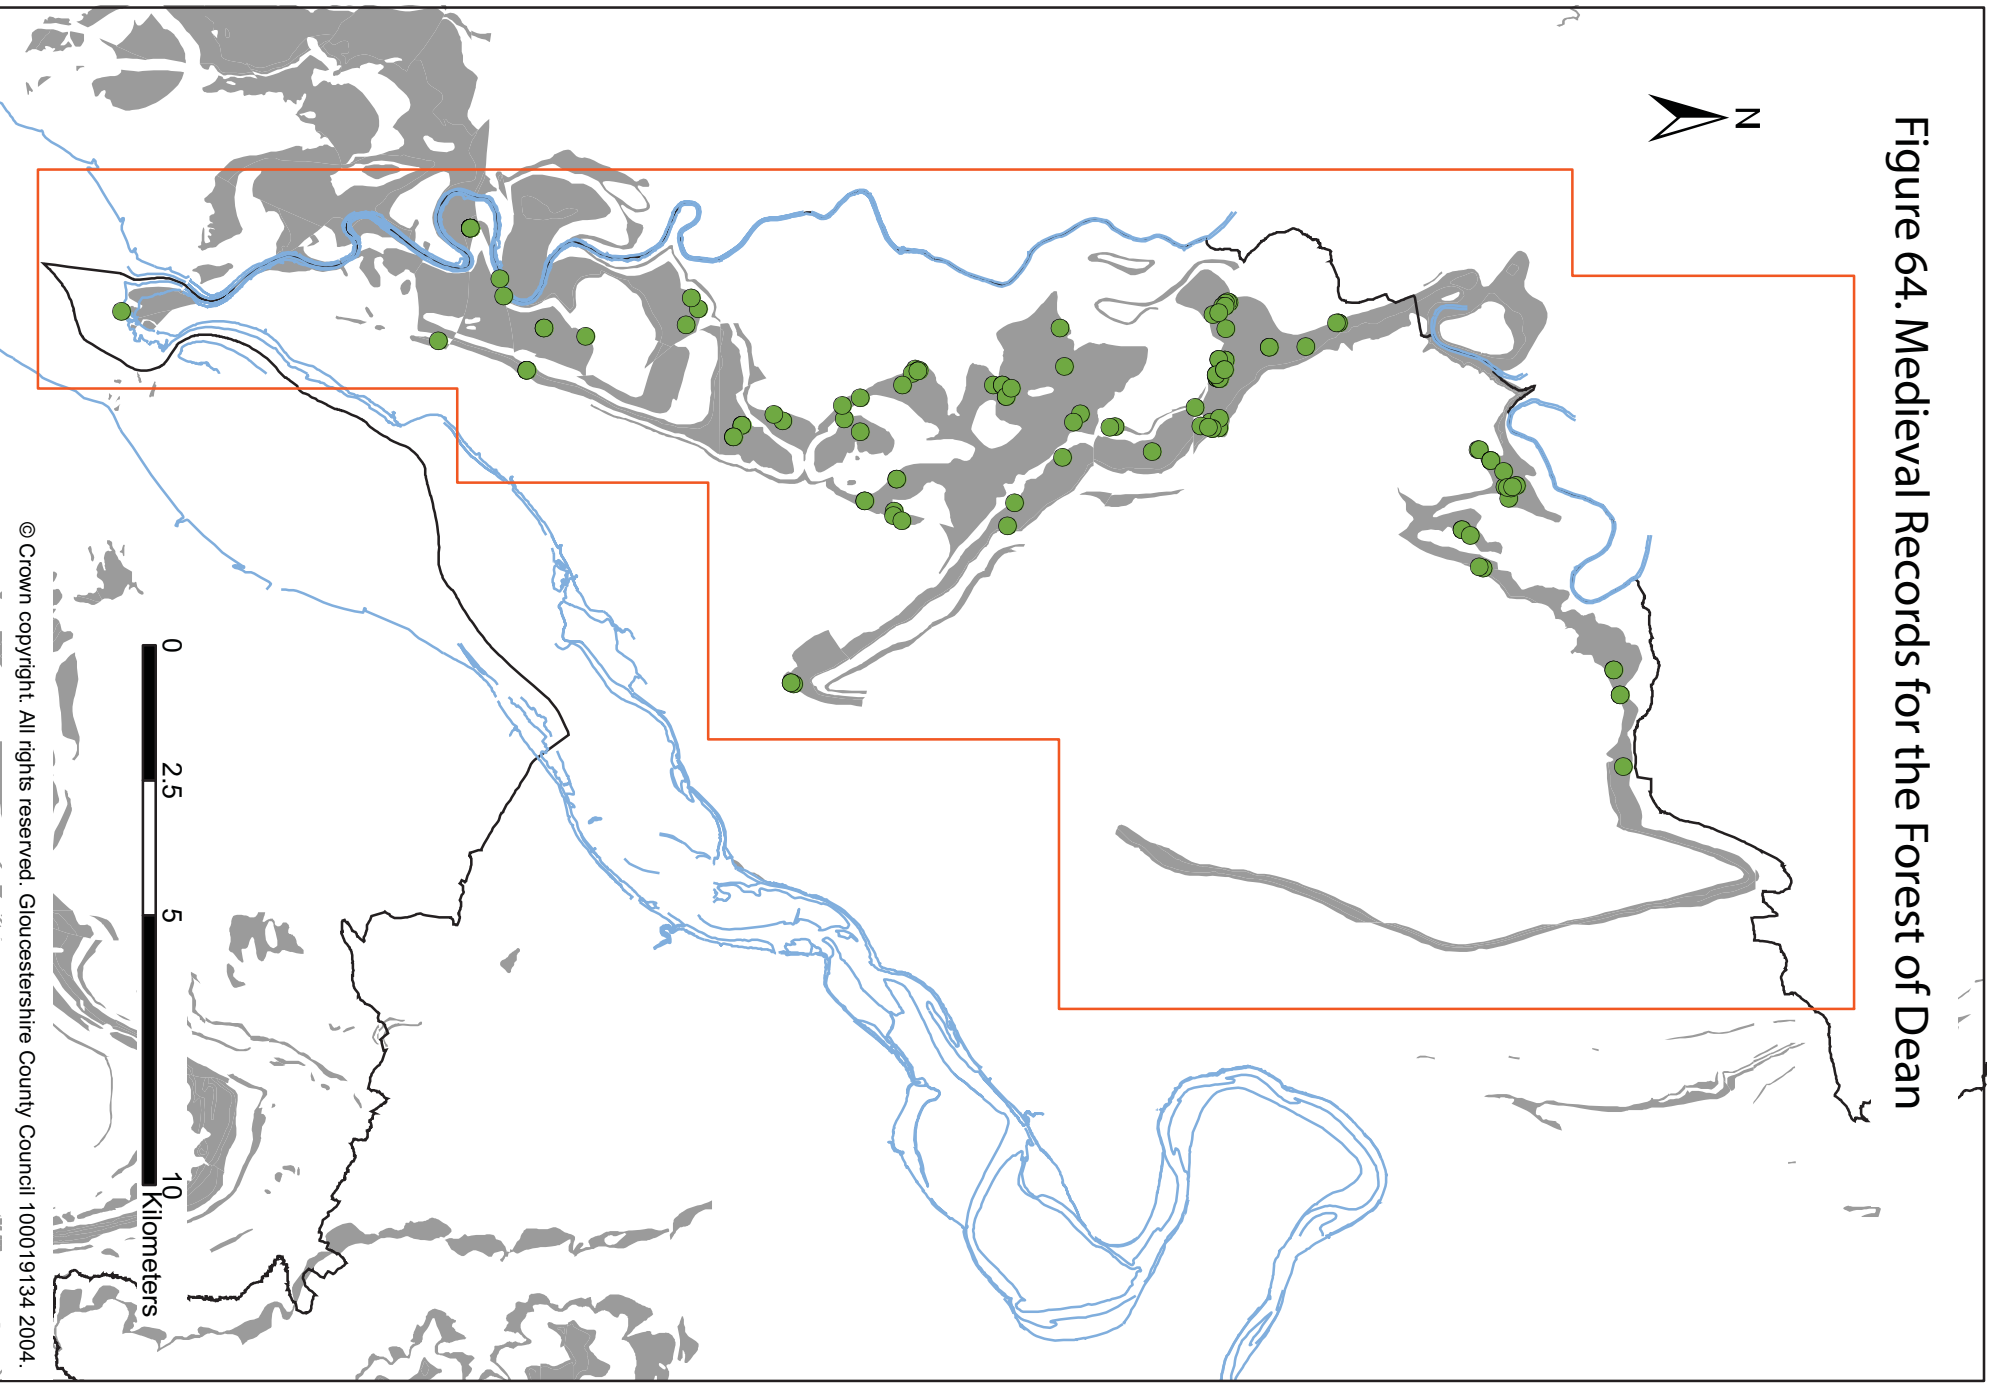 Figure 64. Medieval Records for the Forest of Dean
N
0 2.5 5 10
Kilometers
© Crown copyright. All rights reserved. Gloucestershire County Council 100019134 2004.